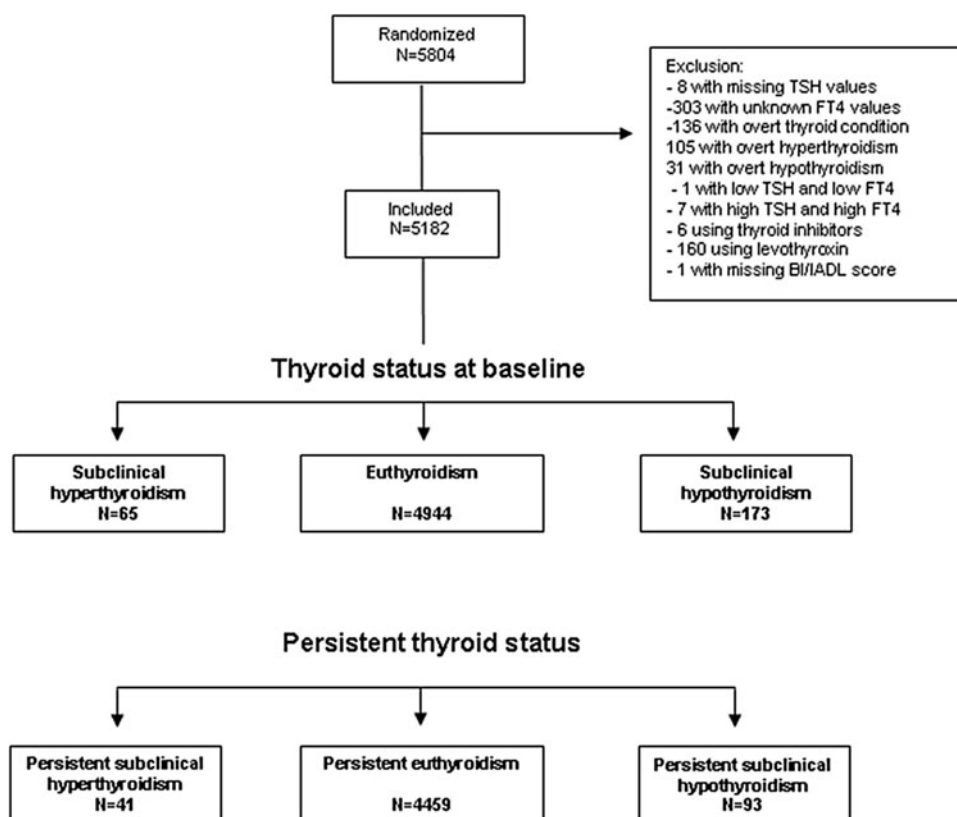 Randomized
N=5804
Exclusion:
- 8 with missing TSH values
-303 with unknown FT4 values
-136 with overt thyroid condition
105 with overt hyperthyroidism
31 with overt hypothyroidism
- 1 with low TSH and low FT4
- 7 with high TSH and high FT4
- 6 using thyroid inhibitors
- 160 using levothyroxin
- 1 with missing BI/IADL score
Included
N=5182
Thyroid status at baseline
Subclinical
hyperthyroidism
N=65
Euthyroidism
N=4944
Subclinical
hypothyroidism
N=173
Persistent thyroid status
Persistent subclinical
hyperthyroidism
N=41
Persistent euthyroidism
N=4459
Persistent subclinical
hypothyroidism
N=93